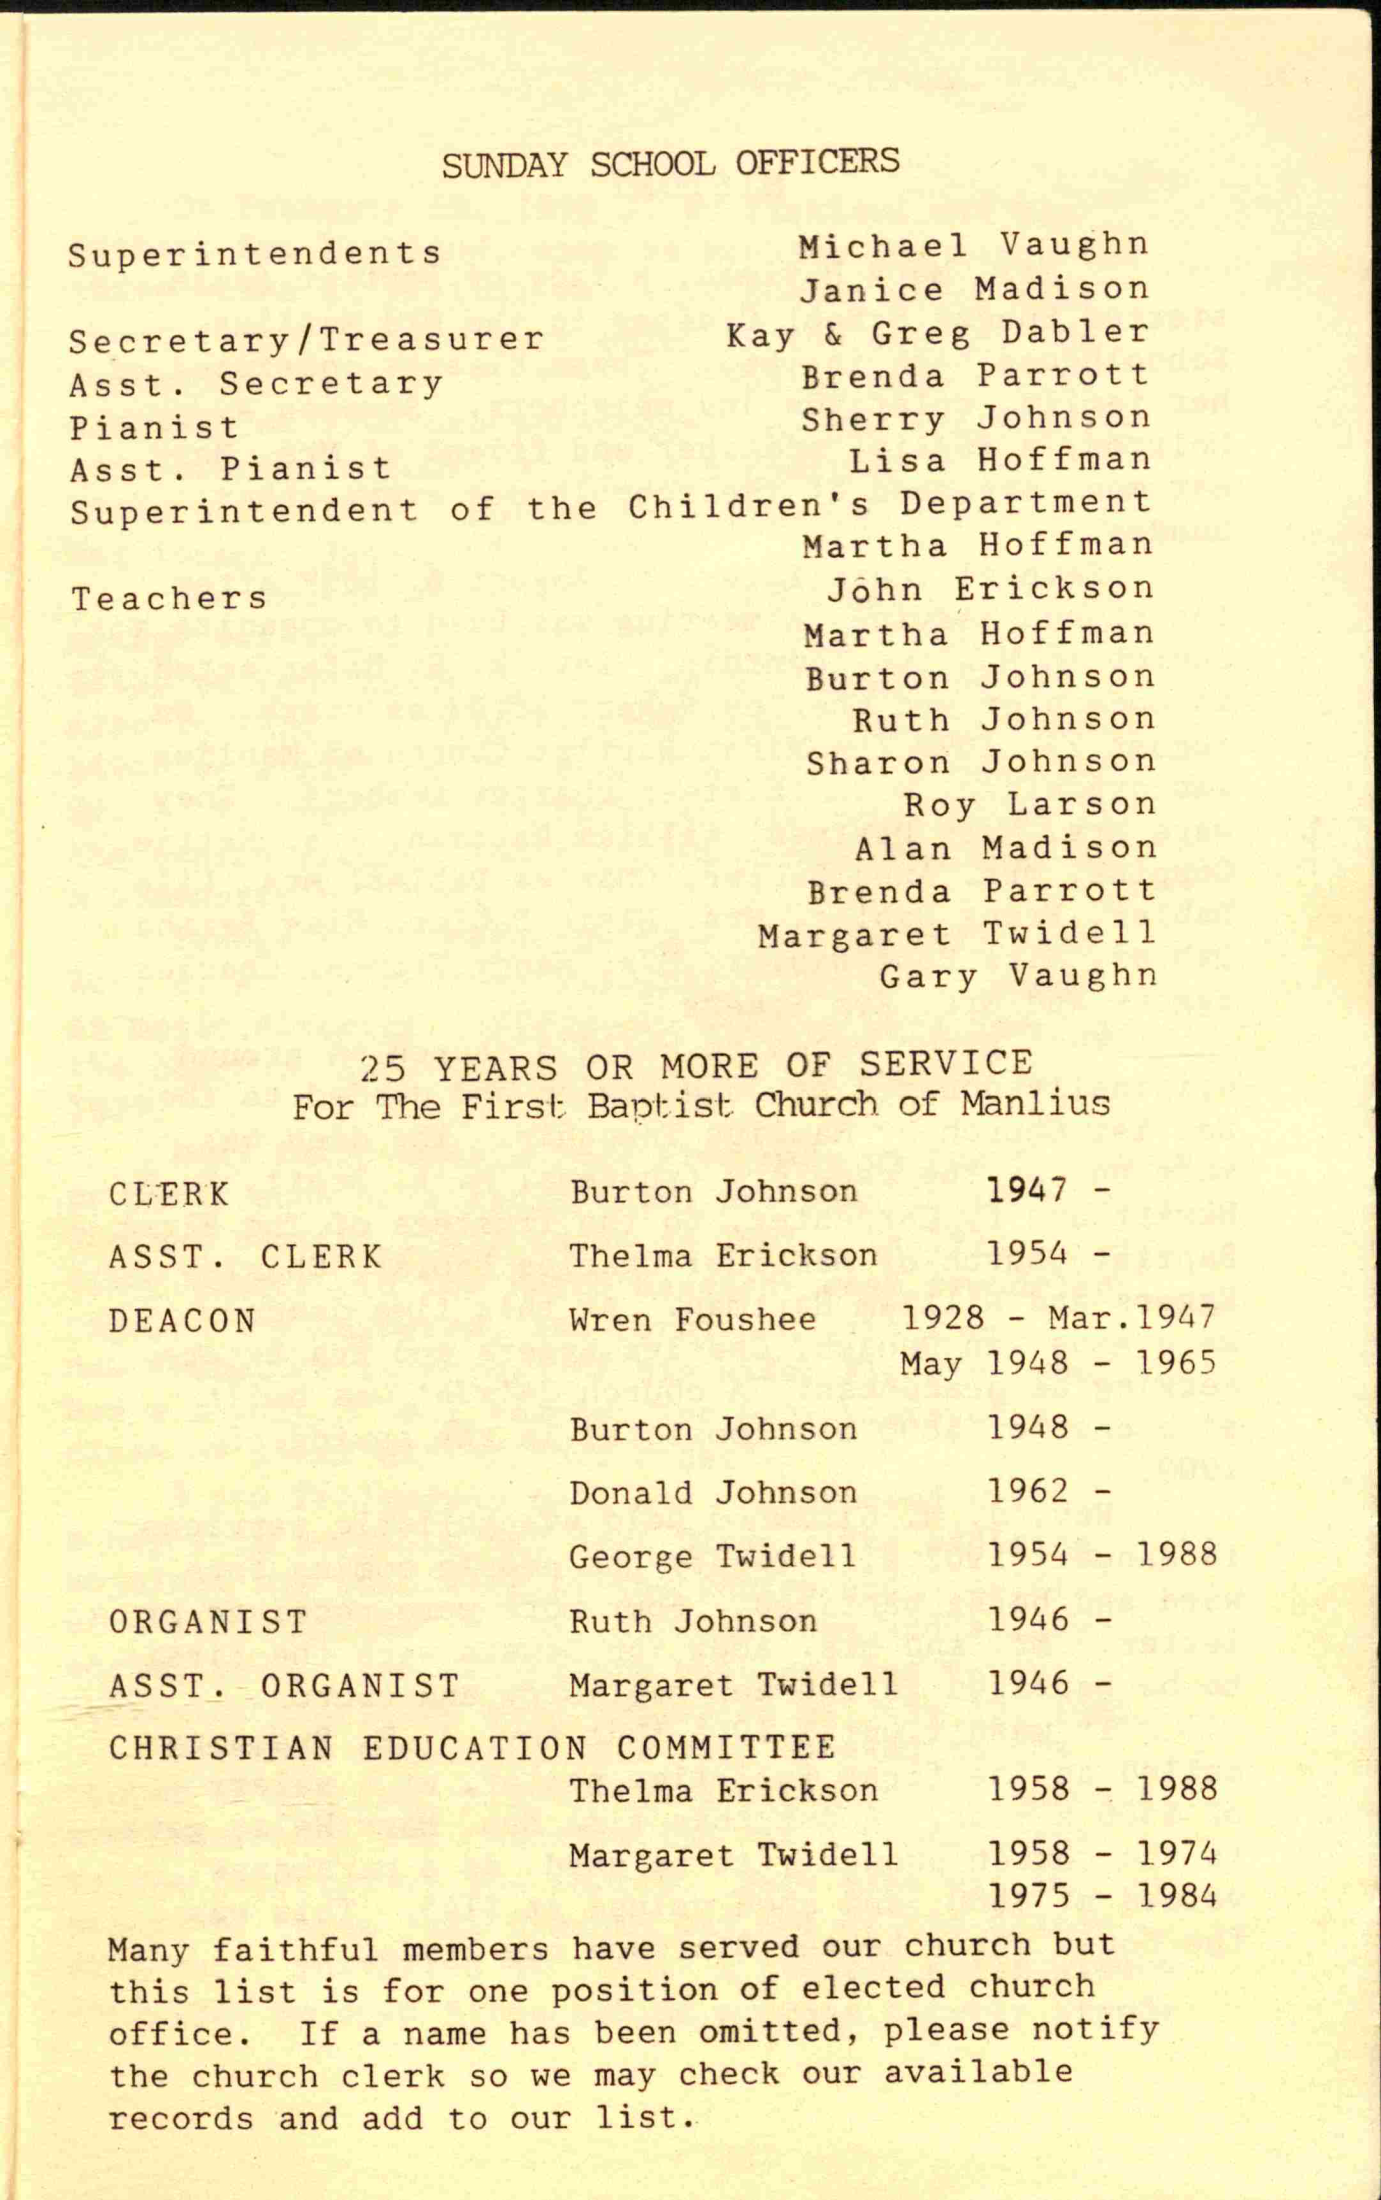 SUNDAY SCHOOL OFFICERS
Superintendents Michael Vaughn
Janice Madison
Secretary/Treasurer Kay & Greg Dabler
Asst. Secretary Brenda Parrott
Pianist Sherry Johnson
Asst. Pianist Lisa Hoffman
Superintendent of the Children's Department
Martha Hoffman
Teachers John Erickson
Martha Hoffman
Burton Johnson
Ruth Johnson
Sharon Johnson
Roy Larson
Alan Madison
Brenda Parrott
Margaret Twidell
Gary Vaughn
25 YEARS OR MORE OF SERVICE
For The First Baptist Church of Manlius
CLERK Burton Johnson 1947 -
ASST. CLERK Thelma Erickson 1954 -
DEACON Wren Foushee 1928 - Mar.1947
May 1948 - 1965
Burton Johnson 1948 -
Donald Johnson 1962 -
George Twidell 1954 - 1988
ORGANIST Ruth Johnson 1946 -
ASST. ORGANIST Margaret Twidell 1946 -
CHRISTIAN EDUCATION COMMITTEE
Thelma Erickson 1958 - 1988
Margaret Twidell 1958 - 1974
1975 - 1984
Many faithful members have served our church but
this list is for one position of elected church
office. If a name has been omitted, please notify
the church clerk so we may check our available
records and add to our list.